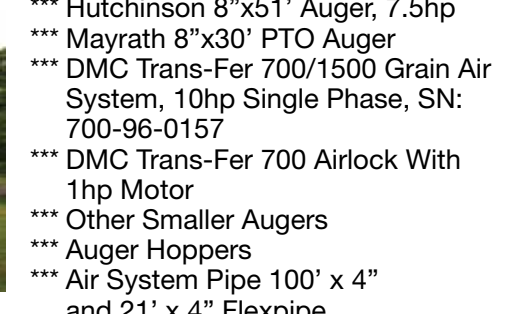 *** Hutchinson 8”x51’ Auger, 7.5hp
*** Mayrath 8”x30’ PTO Auger
*** DMC Trans-Fer 700/1500 Grain Air
System, 10hp Single Phase, SN:
700-96-0157
*** DMC Trans-Fer 700 Airlock With
1hp Motor
*** Other Smaller Augers
*** Auger Hoppers
*** Air System Pipe 100’ x 4”
and 21’ x 4” Flexpipe